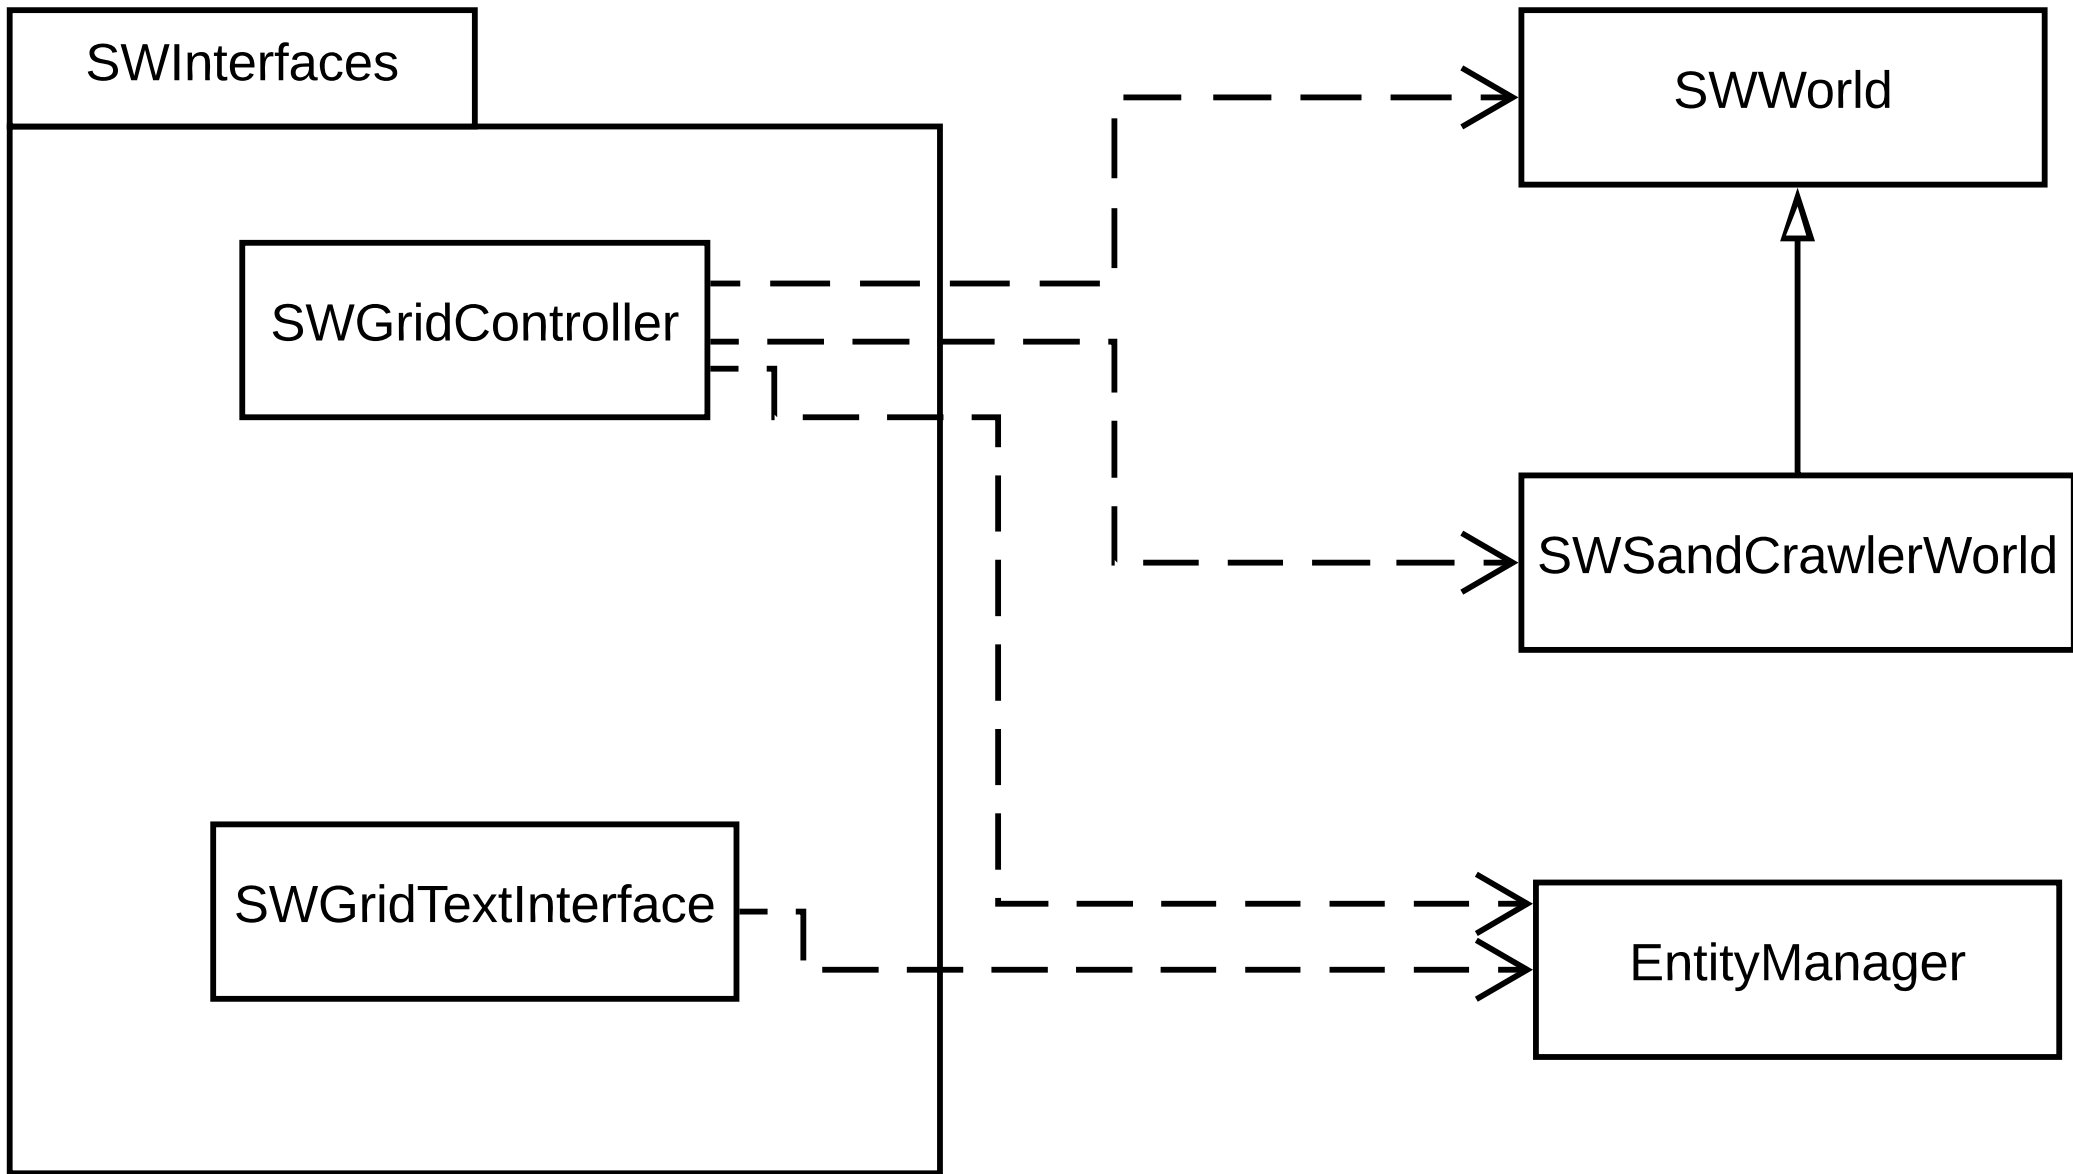 SWInterfaces
SWWorld
SWGridController
SWSandCrawlerWorld
SWGridTextInterface
EntityManager